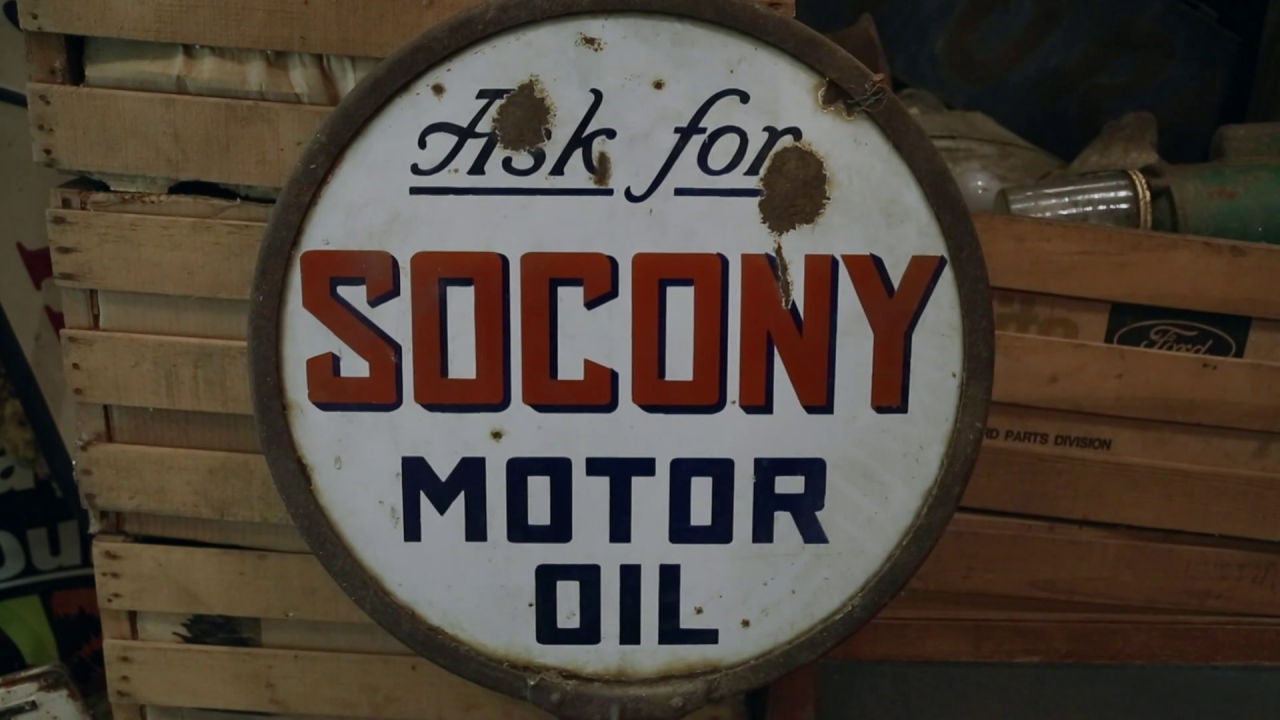 Ask for
SOCONY
MOTOR
OIL
Ford
RD PARTS DIVISION